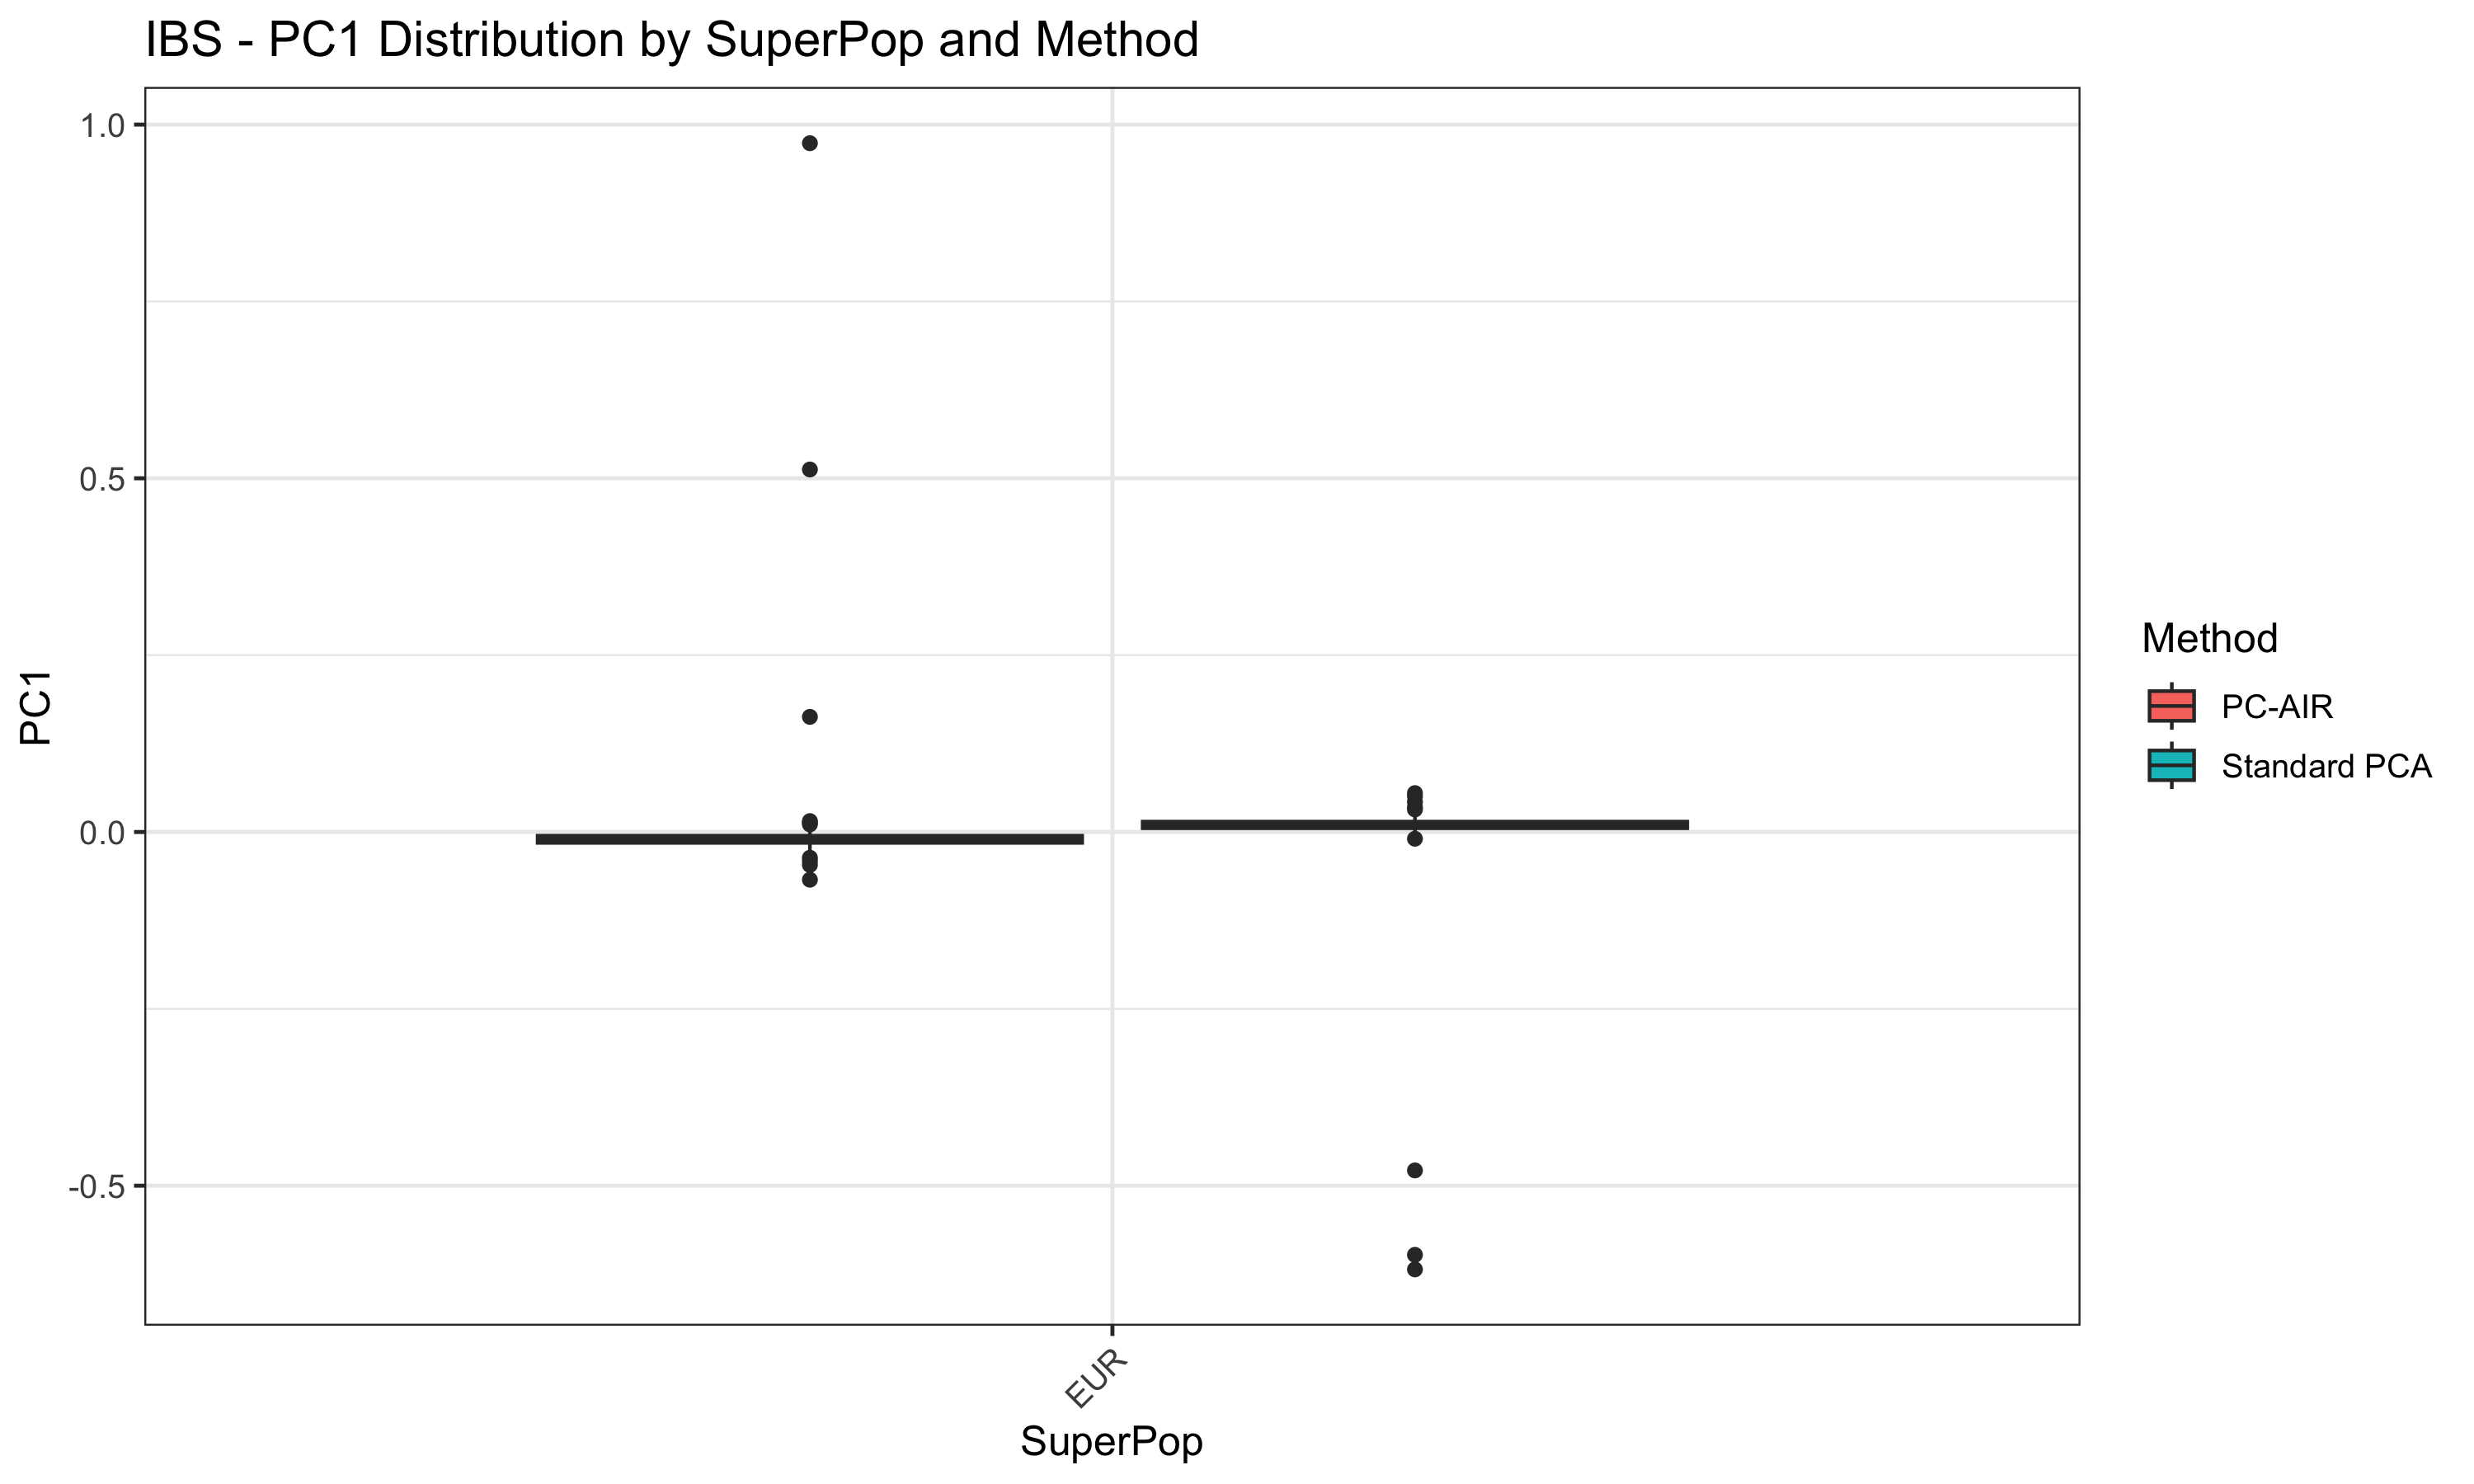 IBS - PC1 Distribution by SuperPop and Method
1.0
0.5
0.0
-0.5
PC1
EUR
SuperPop
Method
PC-AIR
Standard PCA